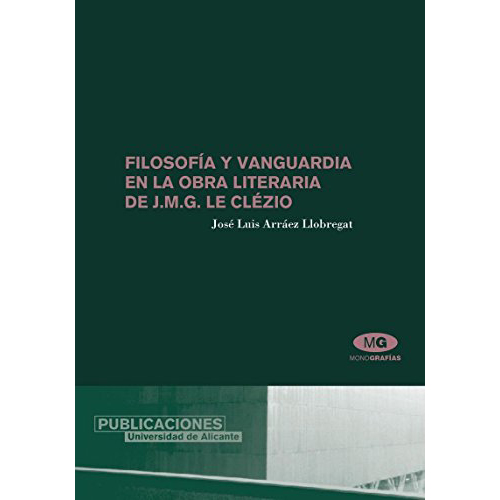 FILOSOFÍA Y VANGUARDIA
EN LA OBRA LITERARIA
DE J.M.G. LE CLÉZIO
José Luis Arráez Llobregat
MG
MONOGRAFÍAS
PUBLICACIONES
Universidad de Alicante